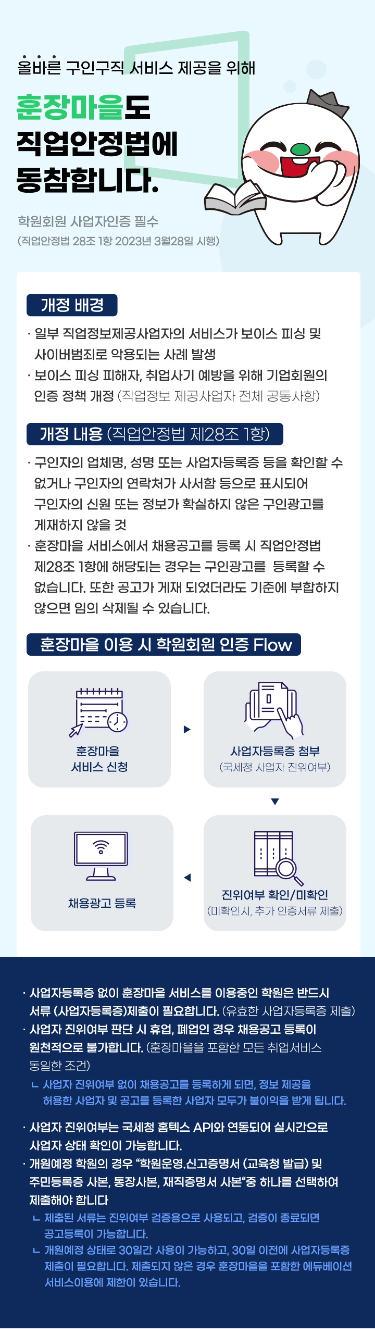 올바른 구인구직 서비스 제공을 위해
훈장마을도
직업안정법에
동참합니다.
학원회원 사업자인증 필수
(직업안정법 28조 1항 2023년 3월28일 시행)
개정 배경
· 일부 직업정보제공사업자의 서비스가 보이스 피싱 및
사이버범죄로 악용되는 사례 발생
· 보이스 피싱 피해자, 취업사기 예방을 위해 기업회원의
인증 정책 개정 (직업정보 제공사업자 전체 공통사항)
개정 내용 (직업안정법 제28조 1항)
· 구인자의 업체명, 성명 또는 사업자등록증 등을 확인할 수
없거나 구인자의 연락처가 사서함 등으로 표시되어
구인자의 신원 또는 정보가 확실하지 않은 구인광고를
게재하지 않을 것
· 훈장마을 서비스에서 채용공고를 등록 시 직업안정법
제28조 1항에 해당되는 경우는 구인광고를 등록할 수
없습니다. 또한 공고가 게재 되었더라도 기준에 부합하지
않으면 임의 삭제될 수 있습니다.
훈장마을 이용 시 학원회원 인증 Flow
훈장마을
서비스 신청
▶
사업자등록증 첨부
(국세청 사업자 진위여부)
▼
채용광고 등록
◀
진위여부 확인/미확인
(미확인시, 추가 인증서류 제출)
· 사업자등록증 없이 훈장마을 서비스를 이용중인 학원은 반드시
서류 (사업자등록증)제출이 필요합니다. (유효한 사업자등록증 제출)
· 사업자 진위여부 판단 시 휴업, 폐업인 경우 채용공고 등록이
원천적으로 불가합니다. (훈장마을을 포함한 모든 취업서비스
동일한 조건)
ㄴ 사업자 진위여부 없이 채용공고를 등록하게 되면, 정보 제공을
허용한 사업자 및 공고를 등록한 사업자 모두가 불이익을 받게 됩니다.
· 사업자 진위여부는 국세청 홈텍스 API와 연동되어 실시간으로
사업자 상태 확인이 가능합니다.
· 개원예정 학원의 경우 "학원운영.신고증명서 (교육청 발급) 및
주민등록증 사본, 통장사본, 재직증명서 사본"중 하나를 선택하여
제출해야 합니다
ㄴ 제출된 서류는 진위여부 검증용으로 사용되고, 검증이 종료되면
공고등록이 가능합니다.
ㄴ 개원예정 상태로 30일간 사용이 가능하고, 30일 이전에 사업자등록증
제출이 필요합니다. 제출되지 않은 경우 훈장마을을 포함한 에듀베이션
서비스이용에 제한이 있습니다.